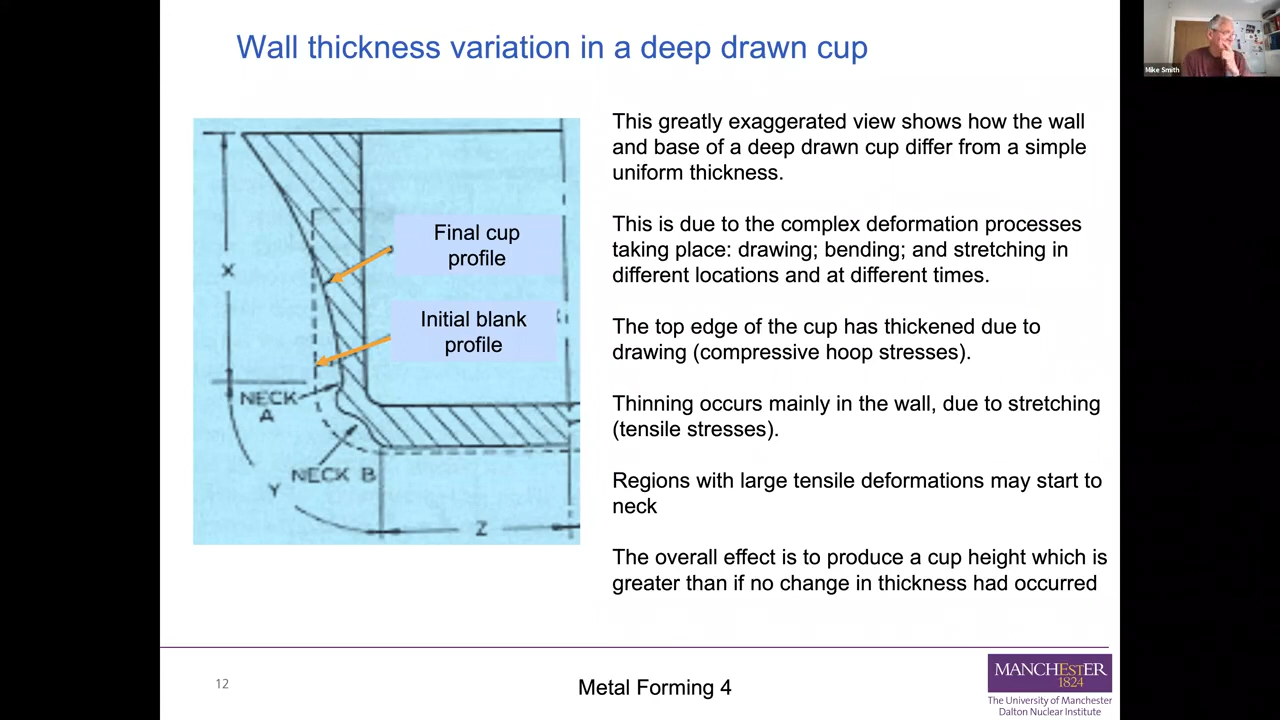 Wall thickness variation in a deep drawn cup
Mike Smith
Final cup
profile
Initial blank
profile
X
NECK
A
NECK B
Y
Z
This greatly exaggerated view shows how the wall
and base of a deep drawn cup differ from a simple
uniform thickness.
This is due to the complex deformation processes
taking place: drawing; bending; and stretching in
different locations and at different times.
The top edge of the cup has thickened due to
drawing (compressive hoop stresses).
Thinning occurs mainly in the wall, due to stretching
(tensile stresses).
Regions with large tensile deformations may start to
neck
The overall effect is to produce a cup height which is
greater than if no change in thickness had occurred
12
Metal Forming 4
MANCHESTER
1824
The University of Manchester
Dalton Nuclear Institute